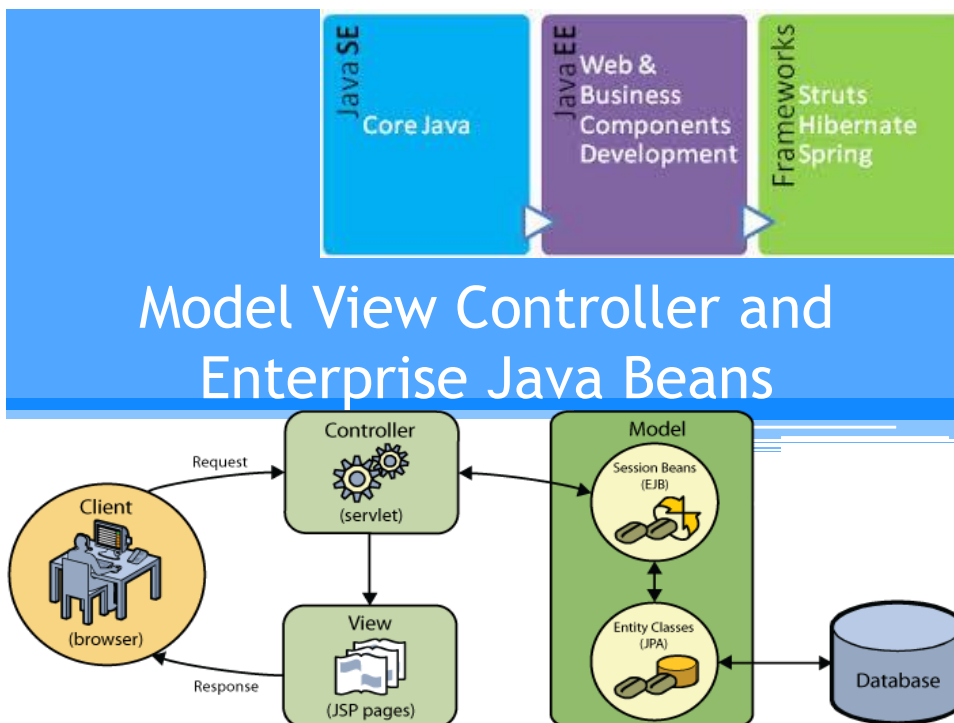 Java SE
Core Java
Java EE
Web &
Business
Components
Development
Frameworks
Struts
Hibernate
Spring
Model View Controller and
Enterprise Java Beans
Controller
(servlet)
Model
Session Beans
(EJB)
Request
Client
(browser)
View
(JSP pages)
Response
Entity Classes
(JPA)
Database